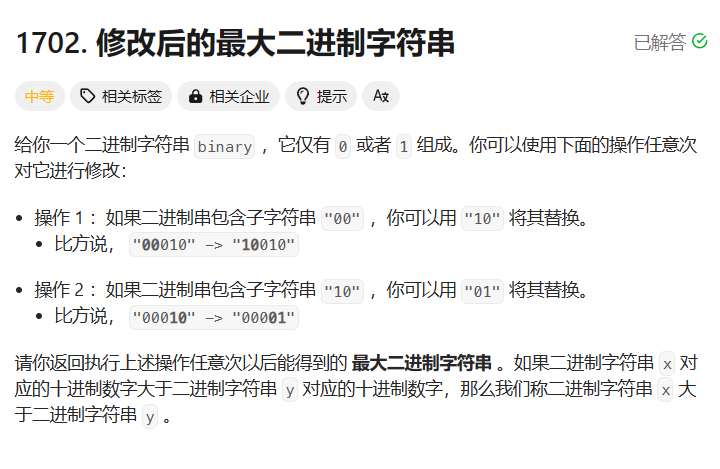 1702. 修改后的最大二进制字符串
已解答
中等 相关标签 相关企业 提示
给你一个二进制字符串 binary ，它仅有 0 或者 1 组成。你可以使用下面的操作任意次
对它进行修改：
• 操作 1 ：如果二进制串包含子字符串 "00" ，你可以用 "10" 将其替换。
• 比方说， "00010" –> "10010"
• 操作 2 ：如果二进制串包含子字符串 "10" ，你可以用 "01" 将其替换。
• 比方说， "00010" –> "00001"
请你返回执行上述操作任意次以后能得到的 最大二进制字符串 。如果二进制字符串 x 对
应的十进制数字大于二进制字符串 y 对应的十进制数字，那么我们称二进制字符串 x 大
于二进制字符串 y 。